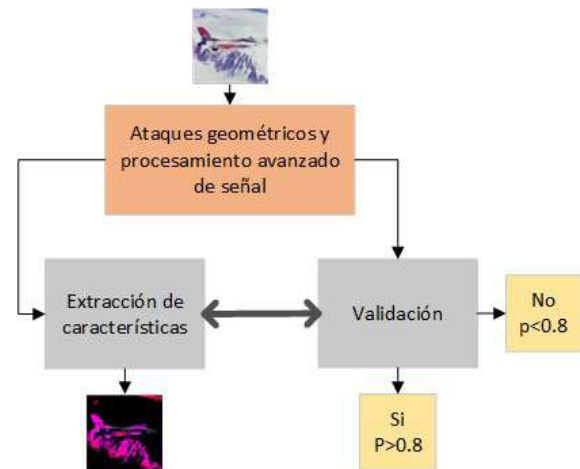 Ataques geométricos y
procesamiento avanzado
de señal
Extracción de
características
Validación
No
p<0.8
Si
P>0.8